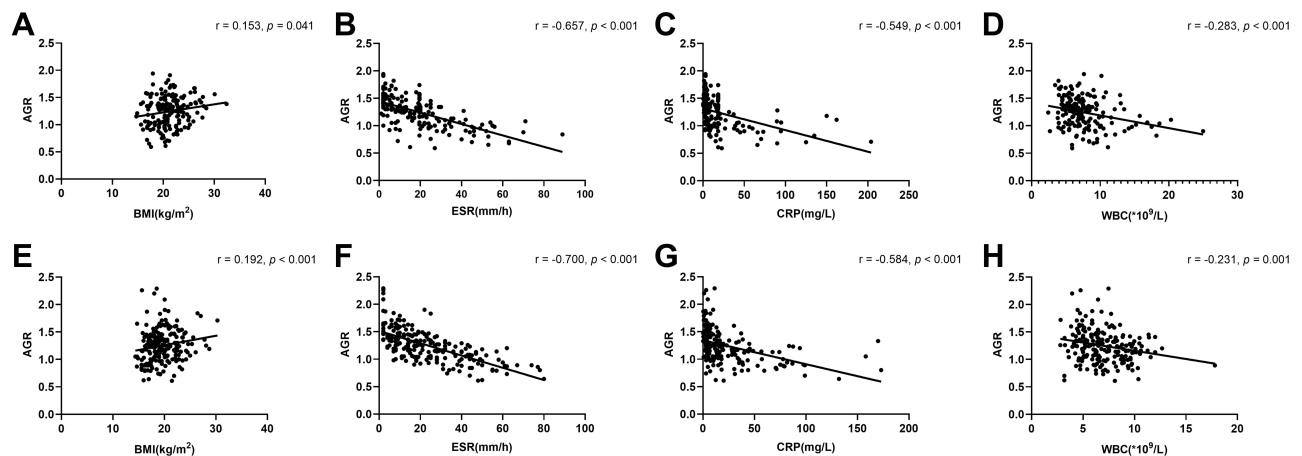 A
r = 0.153, p = 0.041
2.5
2.0
1.5
1.0
0.5
0.0
AGR
0
10
20
30
40
BMI(kg/m²)
B
r = -0.657, p < 0.001
2.5
2.0
1.5
1.0
0.5
0.0
AGR
0
20
40
60
80
100
ESR(mm/h)
C
r = -0.549, p < 0.001
2.5
2.0
1.5
1.0
0.5
0.0
AGR
0
50
100
150
200
250
CRP(mg/L)
D
r = -0.283, p < 0.001
2.5
2.0
1.5
1.0
0.5
0.0
AGR
0
10
20
30
WBC(*10⁹/L)
E
r = 0.192, p < 0.001
2.5
2.0
1.5
1.0
0.5
0.0
AGR
0
10
20
30
40
BMI(kg/m²)
F
r = -0.700, p < 0.001
2.5
2.0
1.5
1.0
0.5
0.0
AGR
0
20
40
60
80
100
ESR(mm/h)
G
r = -0.584, p < 0.001
2.5
2.0
1.5
1.0
0.5
0.0
AGR
0
50
100
150
200
CRP(mg/L)
H
r = -0.231, p = 0.001
2.5
2.0
1.5
1.0
0.5
0.0
AGR
0
5
10
15
20
WBC(*10⁹/L)